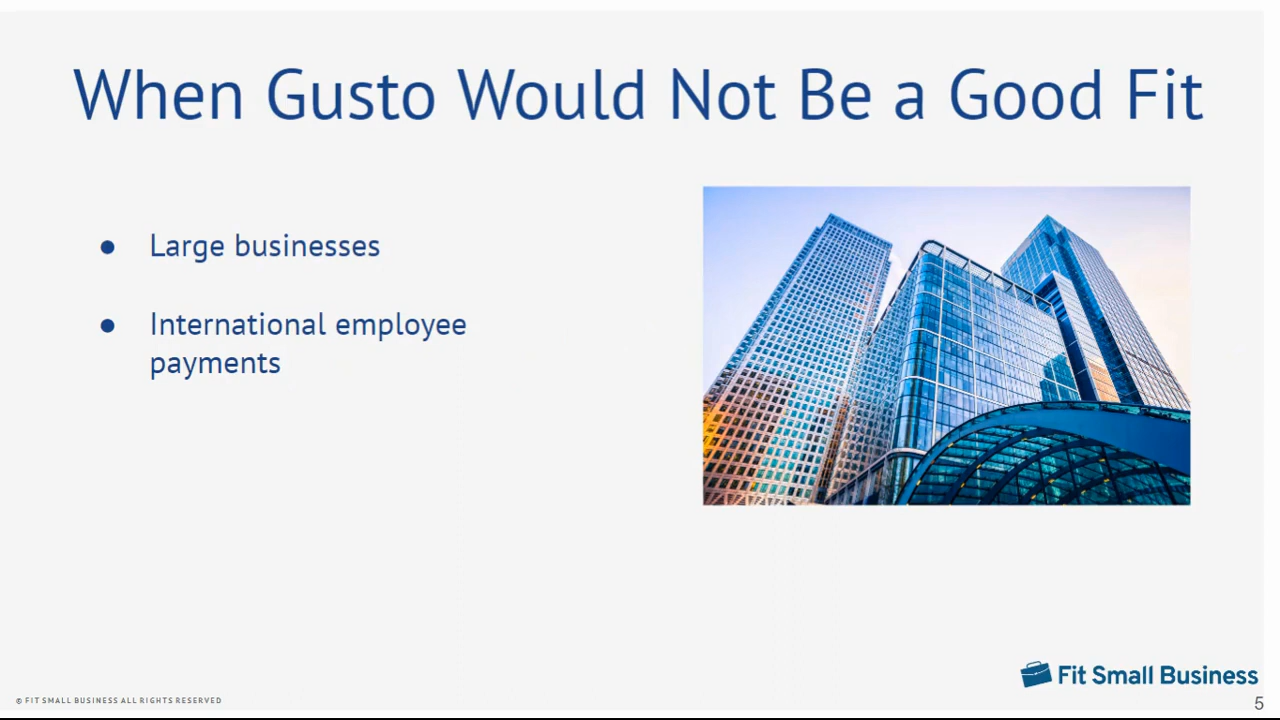 When Gusto Would Not Be a Good Fit
● Large businesses
● International employee
payments
Fit Small Business
© FIT SMALL BUSINESS ALL RIGHTS RESERVED
5